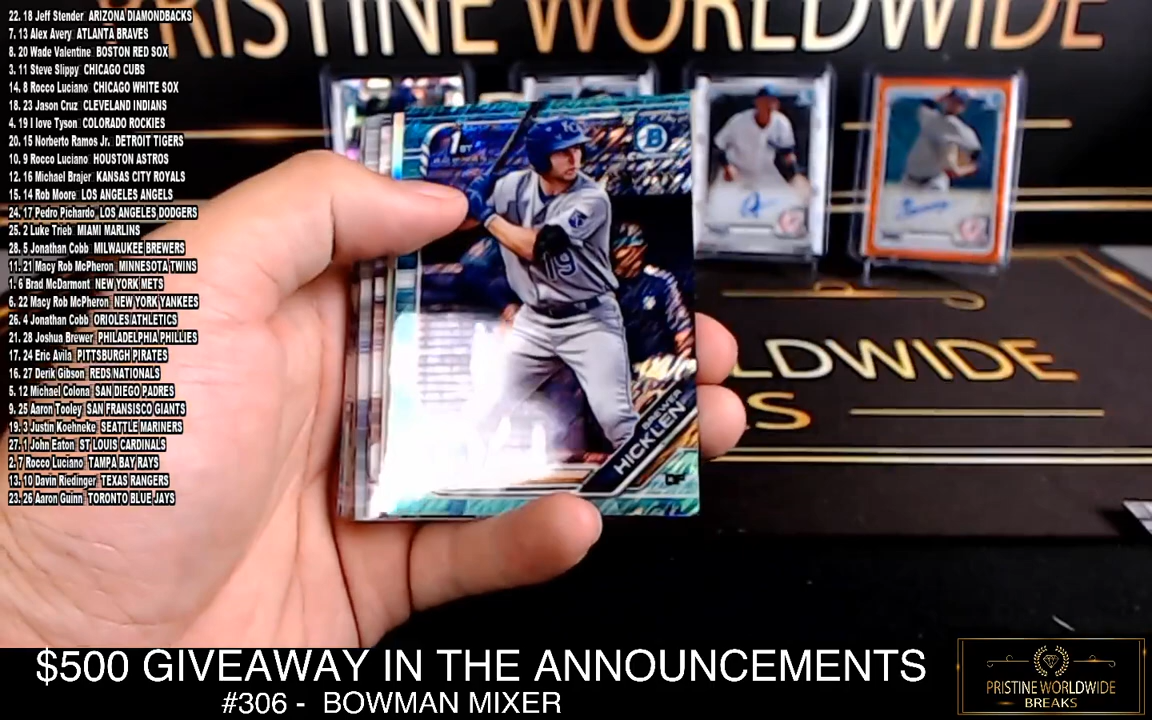 PRISTINE WORLDWIDE
22. 18 Jeff Stender ARIZONA DIAMONDBACKS
7. 13 Alex Avery ATLANTA BRAVES
8. 20 Wade Valentine BOSTON RED SOX
3. 11 Steve Slippy CHICAGO CUBS
14. 8 Rocco Luciano CHICAGO WHITE SOX
18. 23 Jason Cruz CLEVELAND INDIANS
4. 19 I love Tyson COLORADO ROCKIES
20. 15 Norberto Ramos Jr. DETROIT TIGERS
10. 9 Rocco Luciano HOUSTON ASTROS
12. 16 Michael Brajer KANSAS CITY ROYALS
15. 14 Rob Moore LOS ANGELES ANGELS
24. 17 Pedro Pichardo LOS ANGELES DODGERS
25. 2 Luke Trieb MIAMI MARLINS
28. 5 Jonathan Cobb MILWAUKEE BREWERS
11. 21 Macy Rob McPheron MINNESOTA TWINS
1. 6 Brad McDarmont NEW YORK METS
6. 22 Macy Rob McPheron NEW YORK YANKEES
26. 4 Jonathan Cobb ORIOLES ATHLETICS
21. 28 Joshua Brewer PHILADELPHIA PHILLIES
17. 24 Eric Avila PITTSBURGH PIRATES
16. 27 Derik Gibson REDS NATIONALS
5. 12 Michael Colona SAN DIEGO PADRES
9. 25 Aaron Tooley SAN FRANSISCO GIANTS
19. 3 Justin Koehneke SEATTLE MARINERS
27. 1 John Eaton ST LOUIS CARDINALS
2. 7 Rocco Luciano TAMPA BAY RAYS
13. 10 Davin Riedinger TEXAS RANGERS
23. 26 Aaron Guinn TORONTO BLUE JAYS
1ST
B
19
BREWER
HICKLEN
OF
LDWIDE
S
$500 GIVEAWAY IN THE ANNOUNCEMENTS
#306 - BOWMAN MIXER
PRISTINE WORLDWIDE
BREAKS